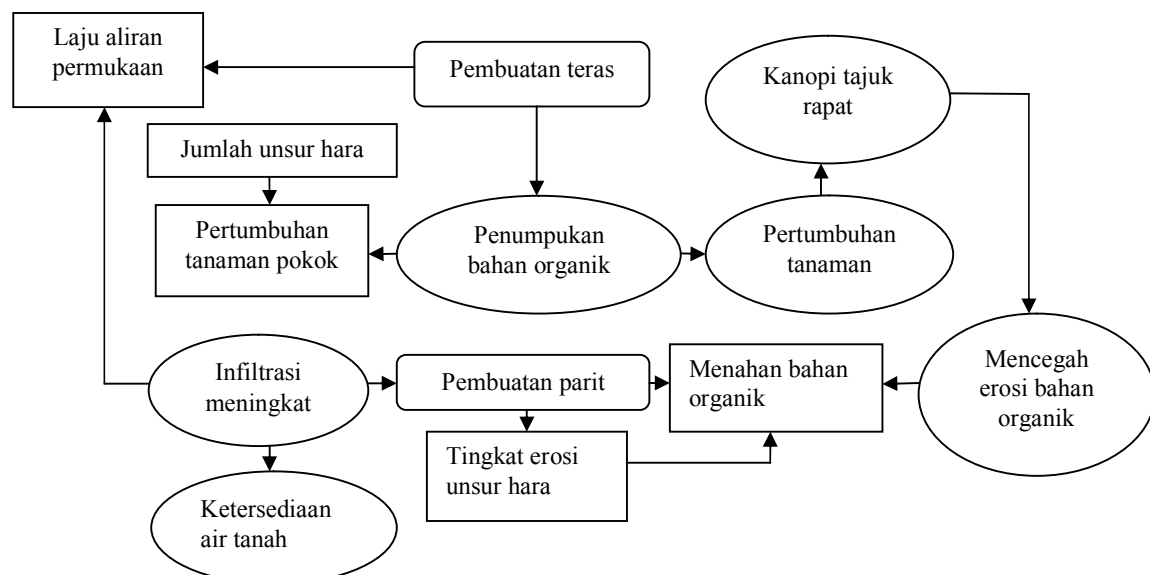 Laju aliran
permukaan
Pembuatan teras
Kanopi tajuk
rapat
Jumlah unsur hara
Pertumbuhan
tanaman pokok
Penumpukan
bahan organik
Pertumbuhan
tanaman
Infiltrasi
meningkat
Pembuatan parit
Menahan bahan
organik
Mencegah
erosi bahan
organik
Tingkat erosi
unsur hara
Ketersediaan
air tanah